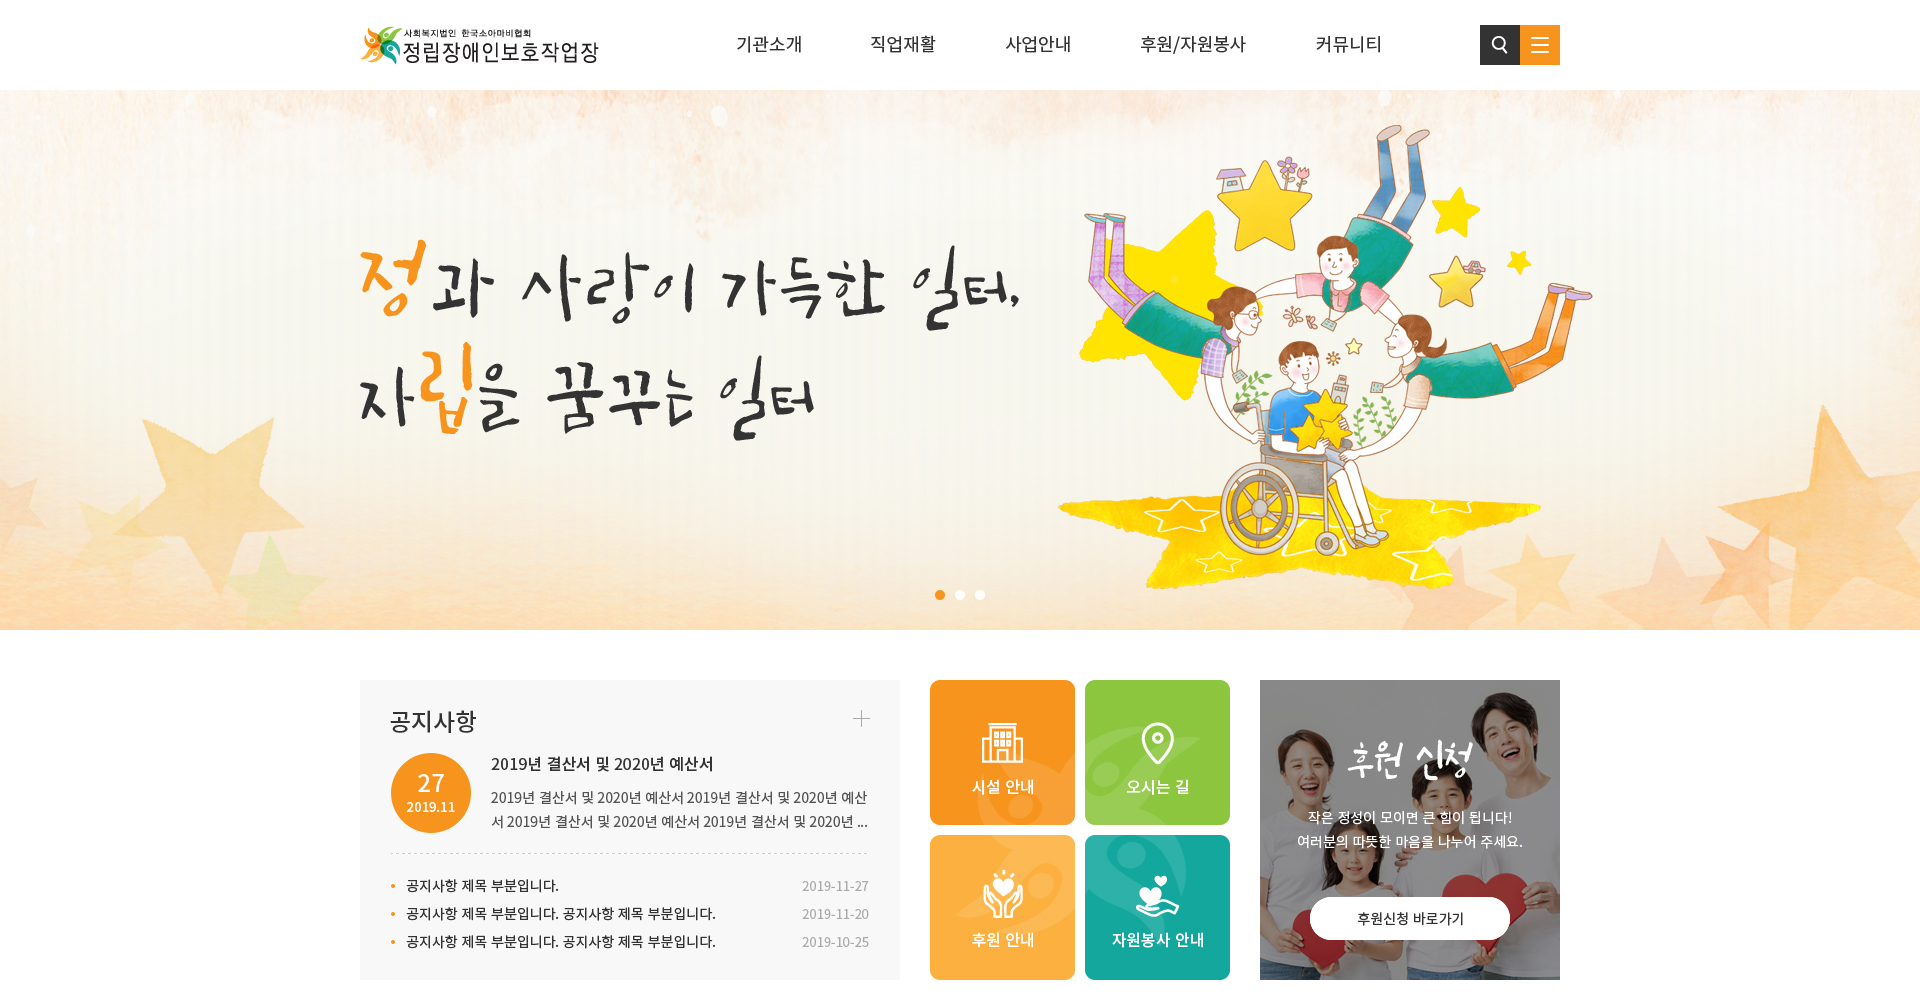 사회복지법인 한국소아마비협회
정립장애인보호작업장
기관소개 직업재활 사업안내 후원/자원봉사 커뮤니티
정과 사랑이 가득한 일터,
자립을 꿈꾸는 일터
공지사항
27
2019.11
2019년 결산서 및 2020년 예산서
2019년 결산서 및 2020년 예산서 2019년 결산서 및 2020년 예산
서 2019년 결산서 및 2020년 예산서 2019년 결산서 및 2020년 ...
공지사항 제목 부분입니다. 2019-11-27
공지사항 제목 부분입니다. 공지사항 제목 부분입니다. 2019-11-20
공지사항 제목 부분입니다. 공지사항 제목 부분입니다. 2019-10-25
시설 안내
오시는 길
후원 안내
자원봉사 안내
후원 신청
작은 정성이 모이면 큰 힘이 됩니다!
여러분의 따뜻한 마음을 나누어 주세요.
후원신청 바로가기